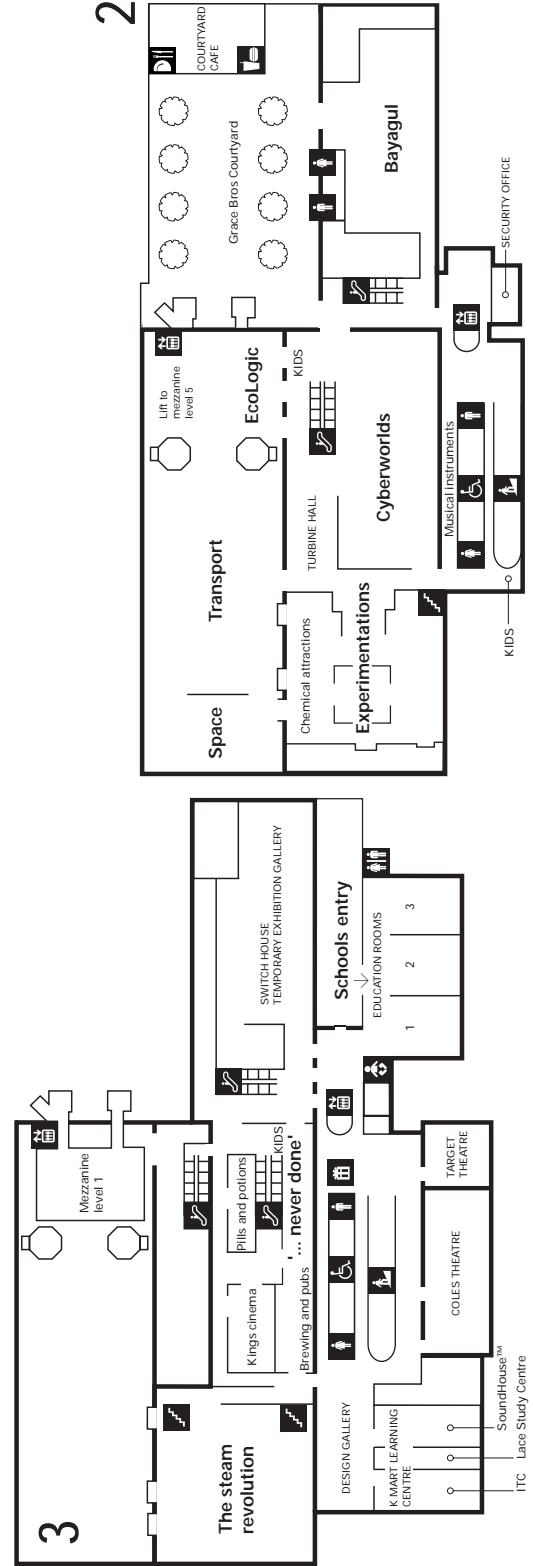 3
Mezzanine
level 1
The steam
revolution
Kings cinema
Pills and potions
KIDS
'... never done'
Brewing and pubs
SWITCH HOUSE
TEMPORARY EXHIBITION GALLERY
Schools entry
EDUCATION ROOMS
1
2
3
DESIGN GALLERY
K MART LEARNING
CENTRE
COLES THEATRE
TARGET
THEATRE
ITC
Lace Study Centre
SoundHouse™
2
COURTYARD
CAFE
Grace Bros Courtyard
Lift to
mezzanine
level 5
Space
Transport
EcoLogic
KIDS
TURBINE HALL
Chemical attractions
Experimentations
Cyberworlds
Bayagul
Musical instruments
KIDS
SECURITY OFFICE